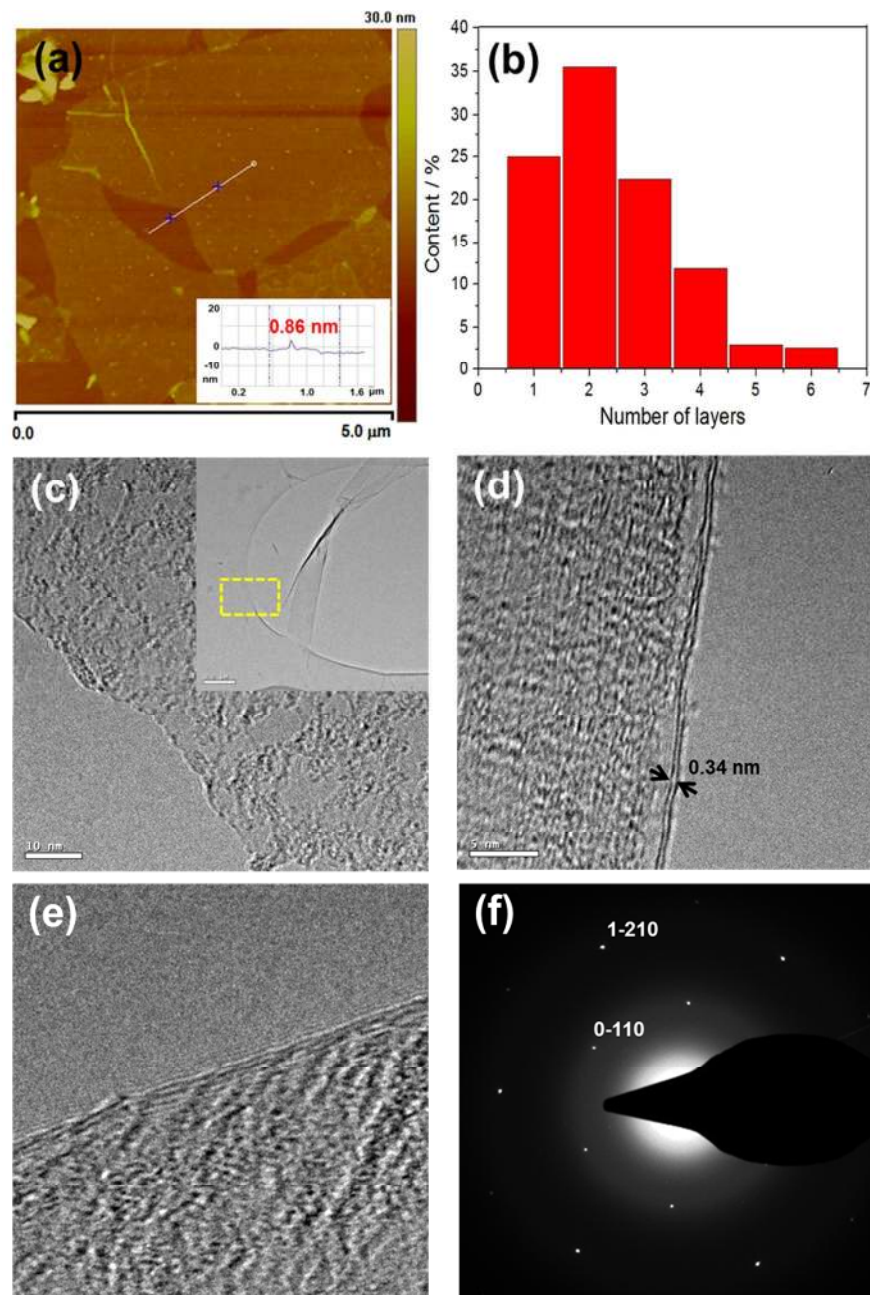 30.0 nm
(a)
0.86 nm
20
0
-10
nm
0.2
1.0
1.6
μm
0.0
5.0 μm
(b)
Content / %
40
35
30
25
20
15
10
5
0
0 1 2 3 4 5 6 7
Number of layers
(c)
10 nm
(d)
0.34 nm
5 nm
(e)
(f)
1-210
0-110